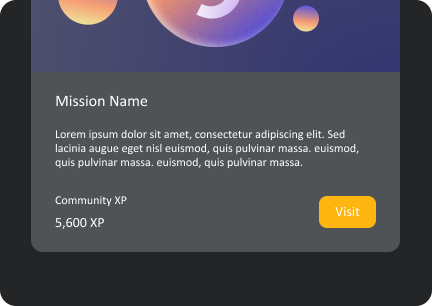 Mission Name
Lorem ipsum dolor sit amet, consectetur adipiscing elit. Sed
lacinia augue eget nisl euismod, quis pulvinar massa. euismod,
quis pulvinar massa. euismod, quis pulvinar massa.
Community XP
5,600 XP
Visit